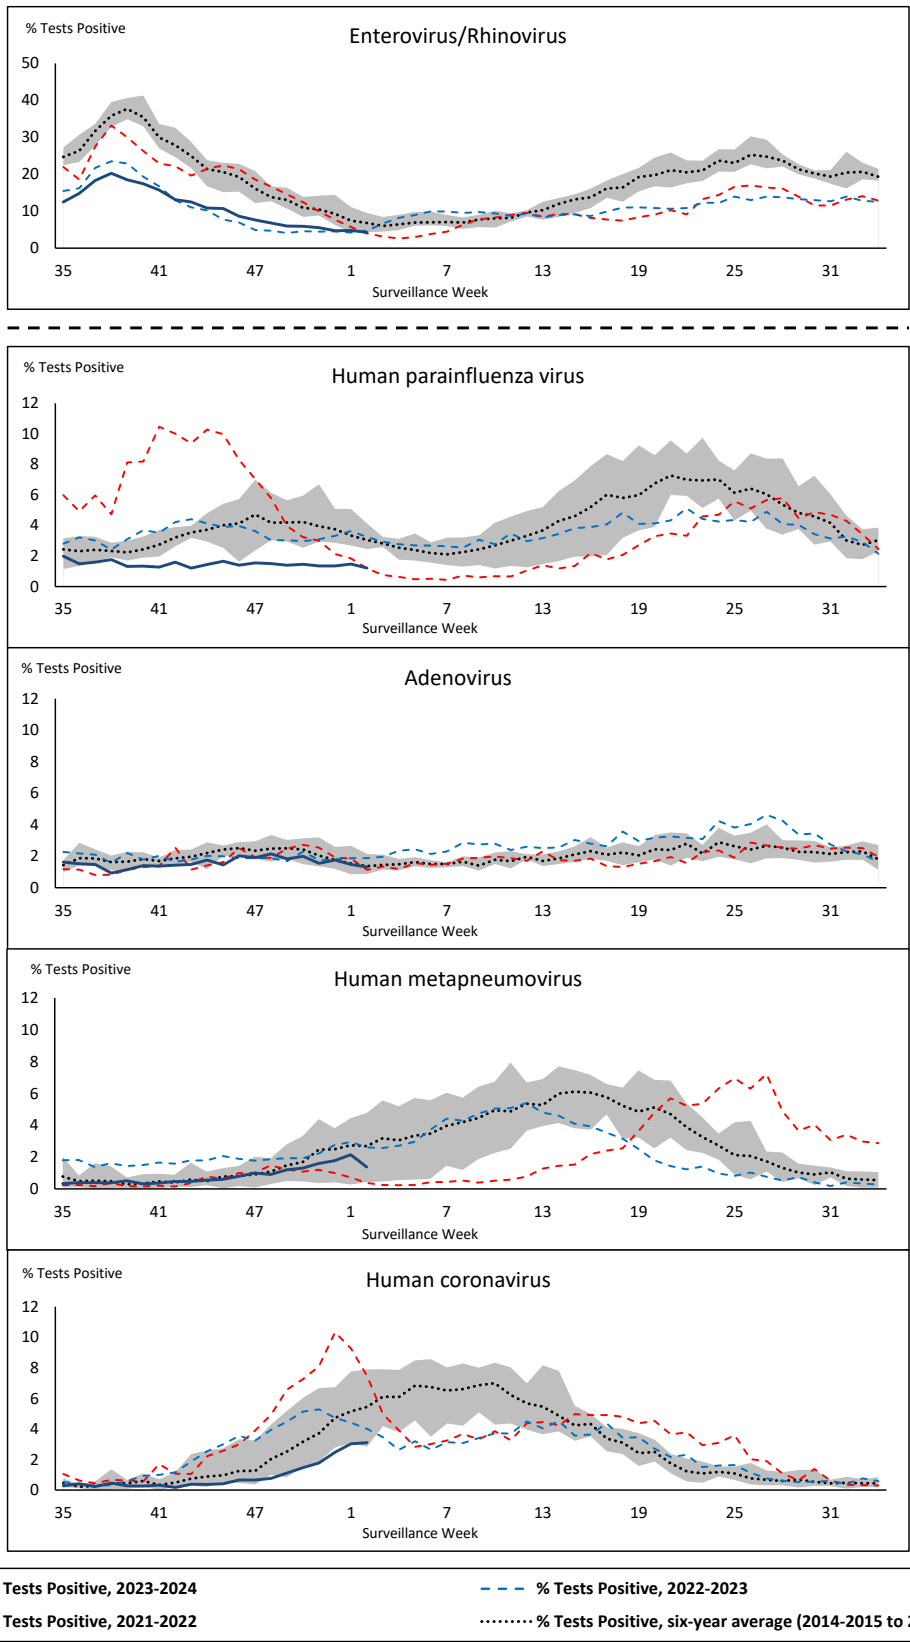 % Tests Positive
Enterovirus/Rhinovirus
50
40
30
20
10
0
35 41 47 1 7 13 19 25 31
Surveillance Week
% Tests Positive
Human parainfluenza virus
12
10
8
6
4
2
0
35 41 47 1 7 13 19 25 31
Surveillance Week
% Tests Positive
Adenovirus
12
10
8
6
4
2
0
35 41 47 1 7 13 19 25 31
Surveillance Week
% Tests Positive
Human metapneumovirus
12
10
8
6
4
2
0
35 41 47 1 7 13 19 25 31
Surveillance Week
% Tests Positive
Human coronavirus
12
10
8
6
4
2
0
35 41 47 1 7 13 19 25 31
Surveillance Week
Tests Positive, 2023-2024 % Tests Positive, 2022-2023
Tests Positive, 2021-2022 % Tests Positive, six-year average (2014-2015 to